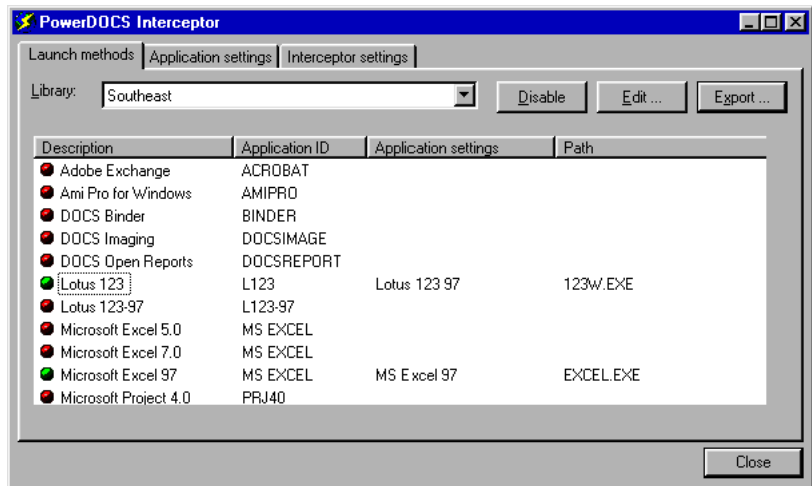 PowerDOCS Interceptor
Launch methods Application settings Interceptor settings
Library: Southeast Disable Edit ... Export ...
Description Application ID Application settings Path
Adobe Exchange ACROBAT
Ami Pro for Windows AMIPRO
DOCS Binder BINDER
DOCS Imaging DOCSIMAGE
DOCS Open Reports DOCSREPORT
Lotus 123 L123 Lotus 123 97 123W.EXE
Lotus 123-97 L123-97
Microsoft Excel 5.0 MS EXCEL
Microsoft Excel 7.0 MS EXCEL
Microsoft Excel 97 MS EXCEL MS Excel 97 EXCEL.EXE
Microsoft Project 4.0 PRJ40
Close